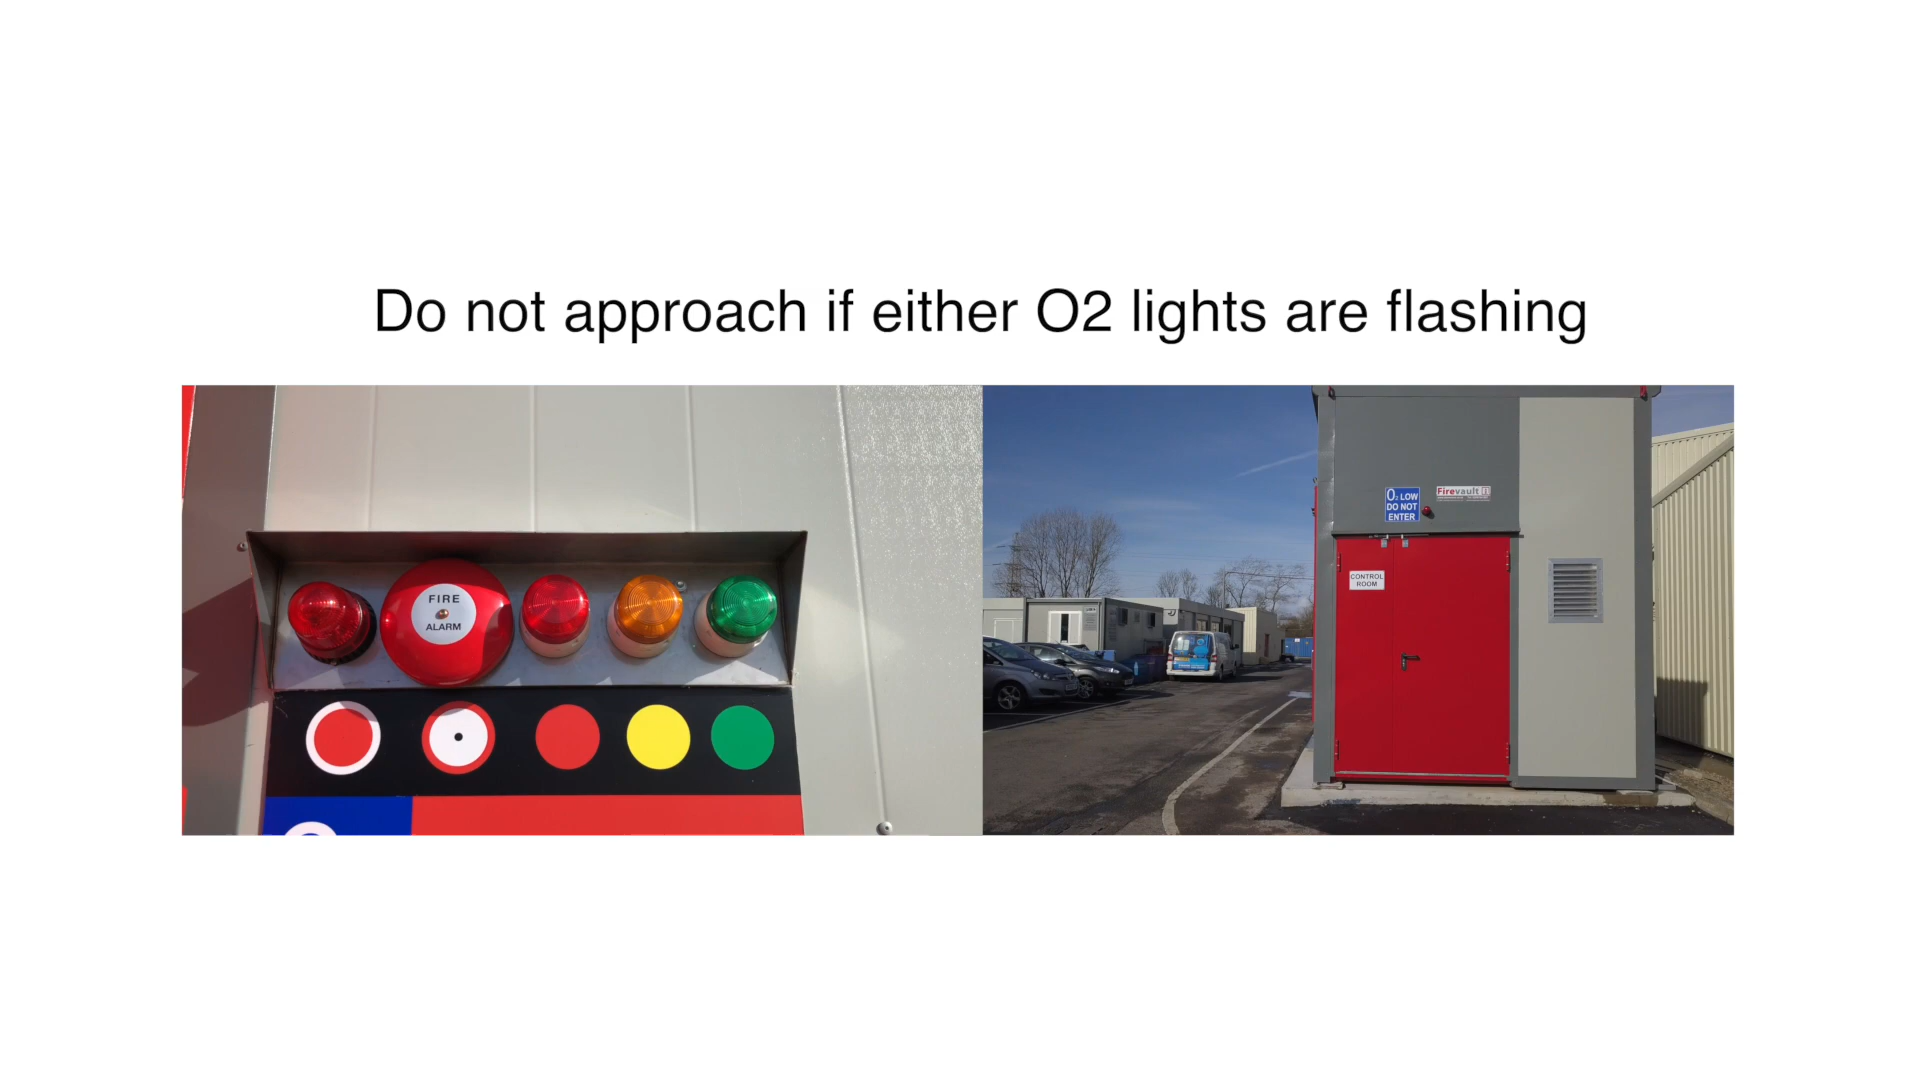 Do not approach if either O2 lights are flashing
FIRE
ALARM
O₂ LOW
DO NOT
ENTER
Firevault
CONTROL
ROOM